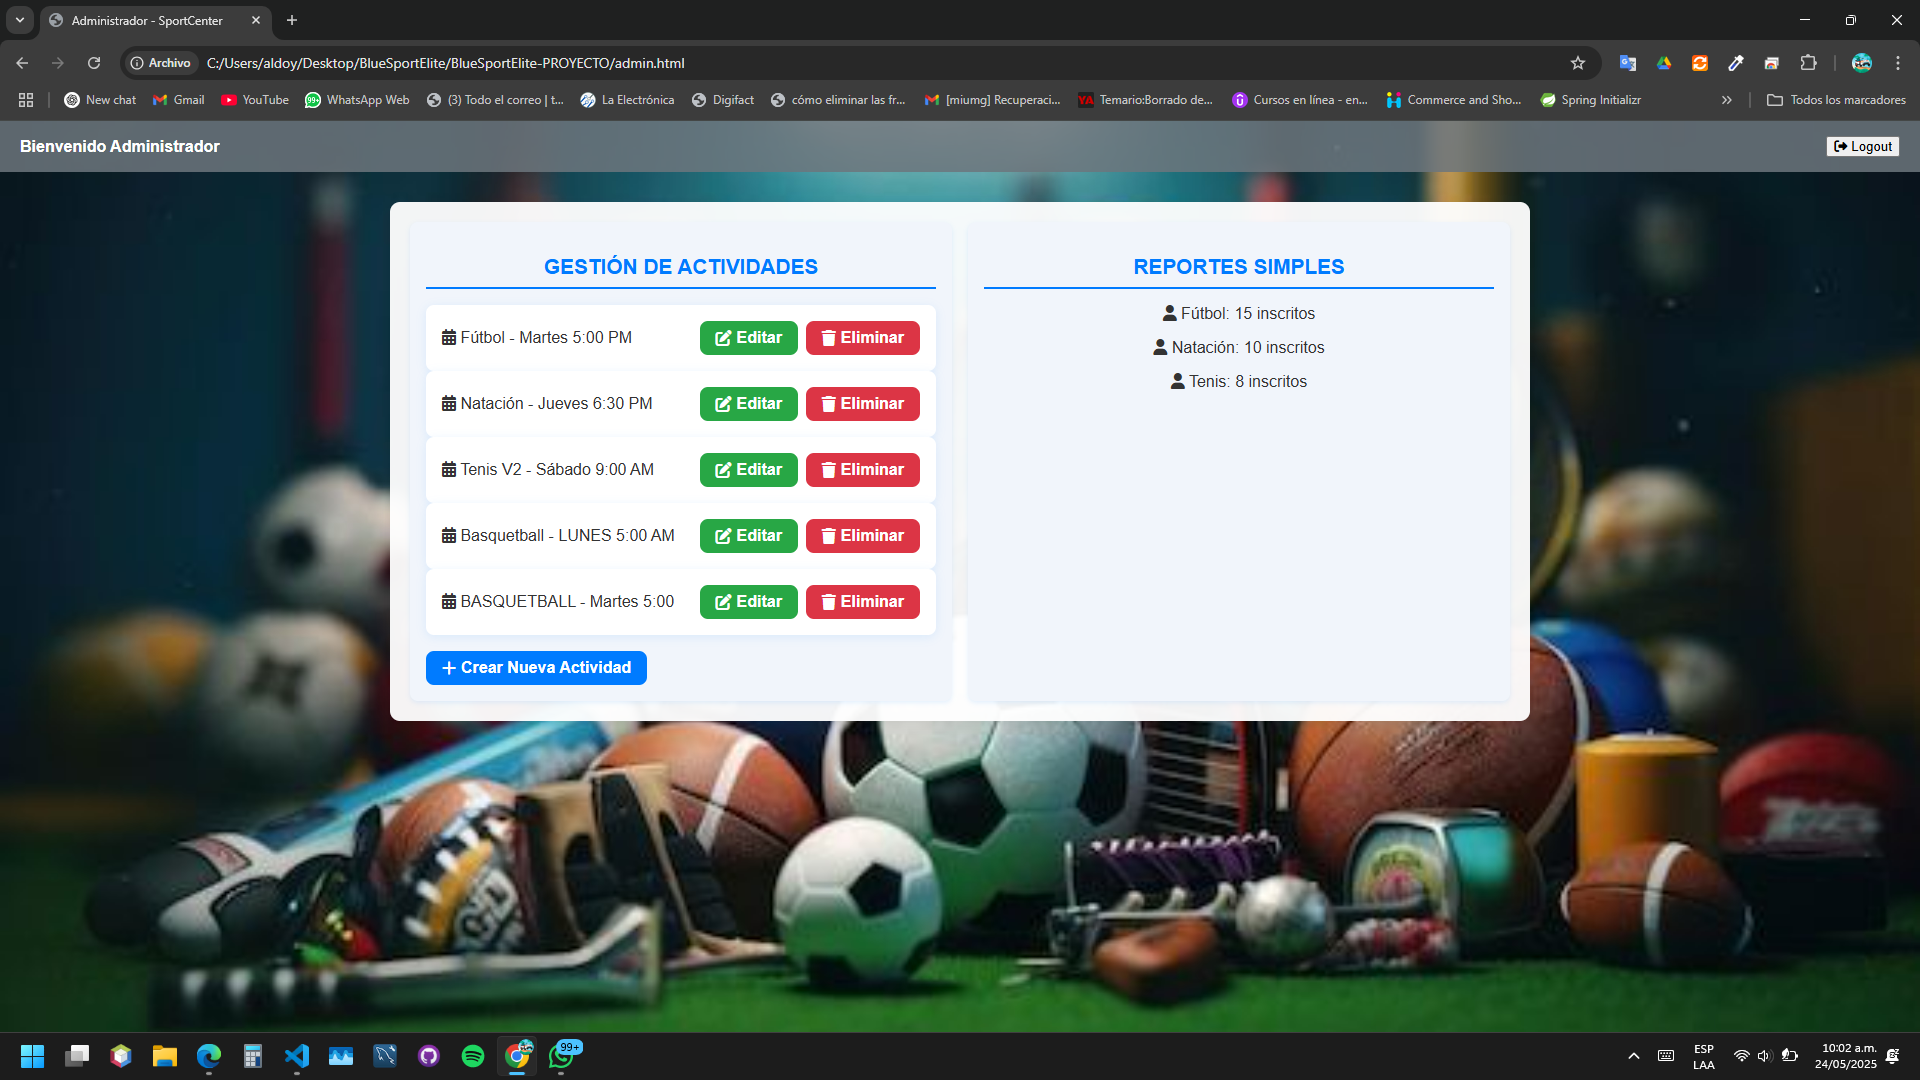 Administrador - SportCenter
Archivo
C:/Users/aldoy/Desktop/BlueSportElite/BlueSportElite-PROYECTO/admin.html
New chat
Gmail
YouTube
WhatsApp Web
(3) Todo el correo | t...
La Electrónica
Digifact
cómo eliminar las fr...
[miumg] Recuperaci...
Temario:Borrado de...
Cursos en línea - en...
Commerce and Sho...
Spring Initializr
Todos los marcadores
Bienvenido Administrador
Logout
GESTIÓN DE ACTIVIDADES
Fútbol - Martes 5:00 PM
Editar
Eliminar
Natación - Jueves 6:30 PM
Editar
Eliminar
Tenis V2 - Sábado 9:00 AM
Editar
Eliminar
Basquetball - LUNES 5:00 AM
Editar
Eliminar
BASQUETBALL - Martes 5:00
Editar
Eliminar
Crear Nueva Actividad
REPORTES SIMPLES
Fútbol: 15 inscritos
Natación: 10 inscritos
Tenis: 8 inscritos
99+
ESP
LAA
10:02 a.m.
24/05/2025